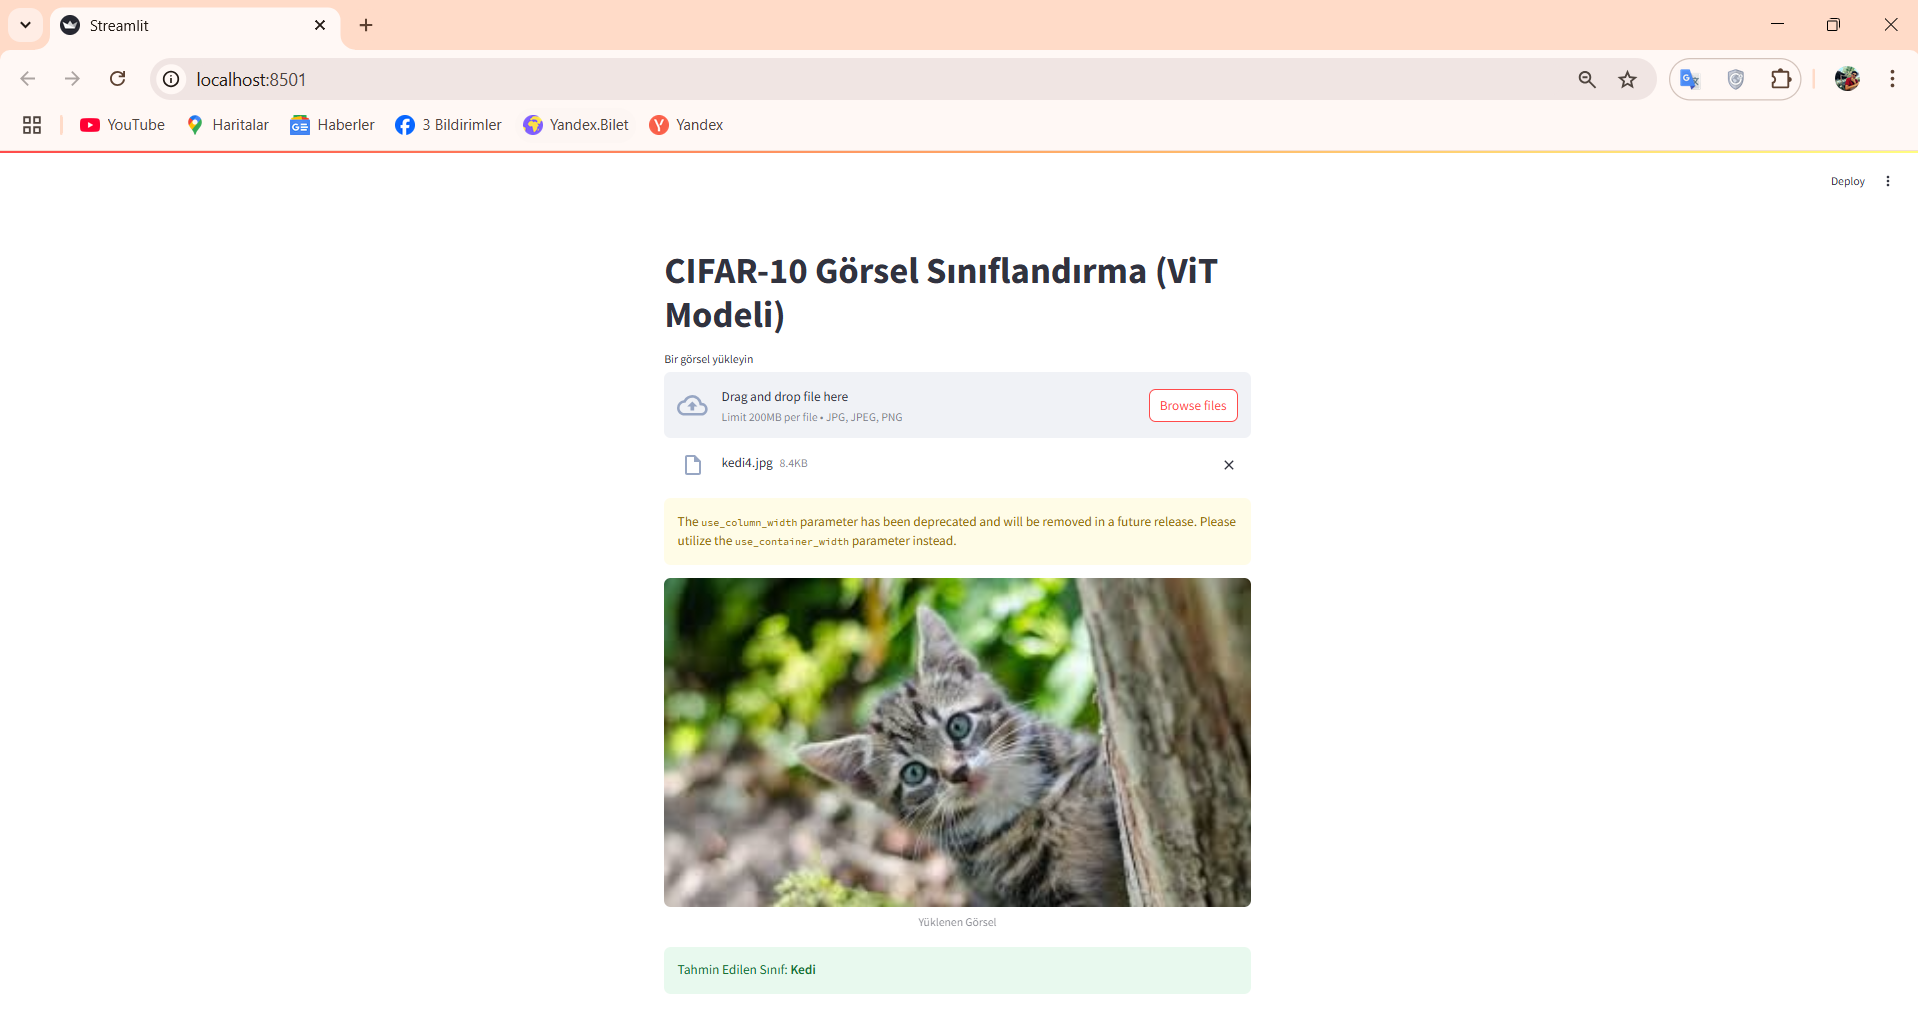 Streamlit
localhost:8501
YouTube Haritalar Haberler 3 Bildirimler Yandex.Bilet Yandex
Deploy
CIFAR-10 Görsel Sınıflandırma (ViT
Modeli)
Bir görsel yükleyin
Drag and drop file here
Limit 200MB per file • JPG, JPEG, PNG
Browse files
kedi4.jpg 8.4KB
The use_column_width parameter has been deprecated and will be removed in a future release. Please
utilize the use_container_width parameter instead.
Yüklenen Görsel
Tahmin Edilen Sınıf: Kedi